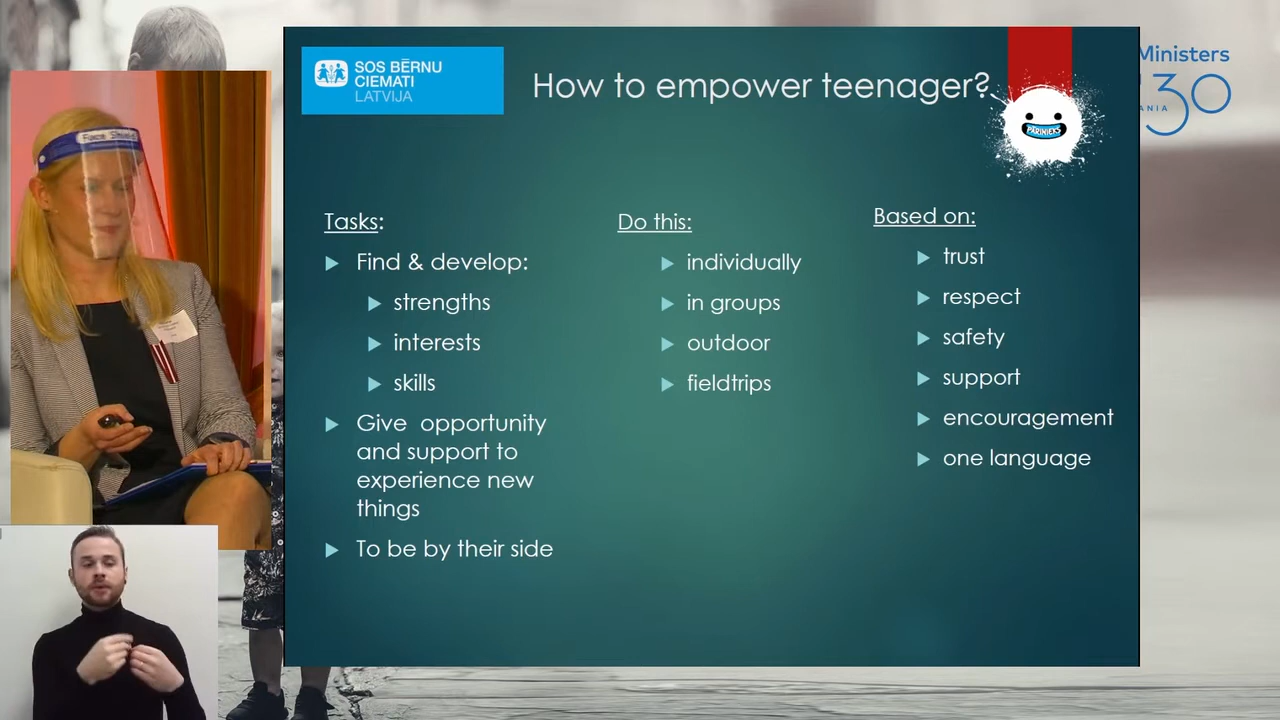 SOS BĒRNU
CIEMATI
LATVIJA
How to empower teenager?
PARINIEKS
Ministers
30
ANIA
Face Shield
Tasks:
Find & develop:
strengths
interests
skills
Give opportunity
and support to
experience new
things
To be by their side
Do this:
individually
in groups
outdoor
fieldtrips
Based on:
trust
respect
safety
support
encouragement
one language